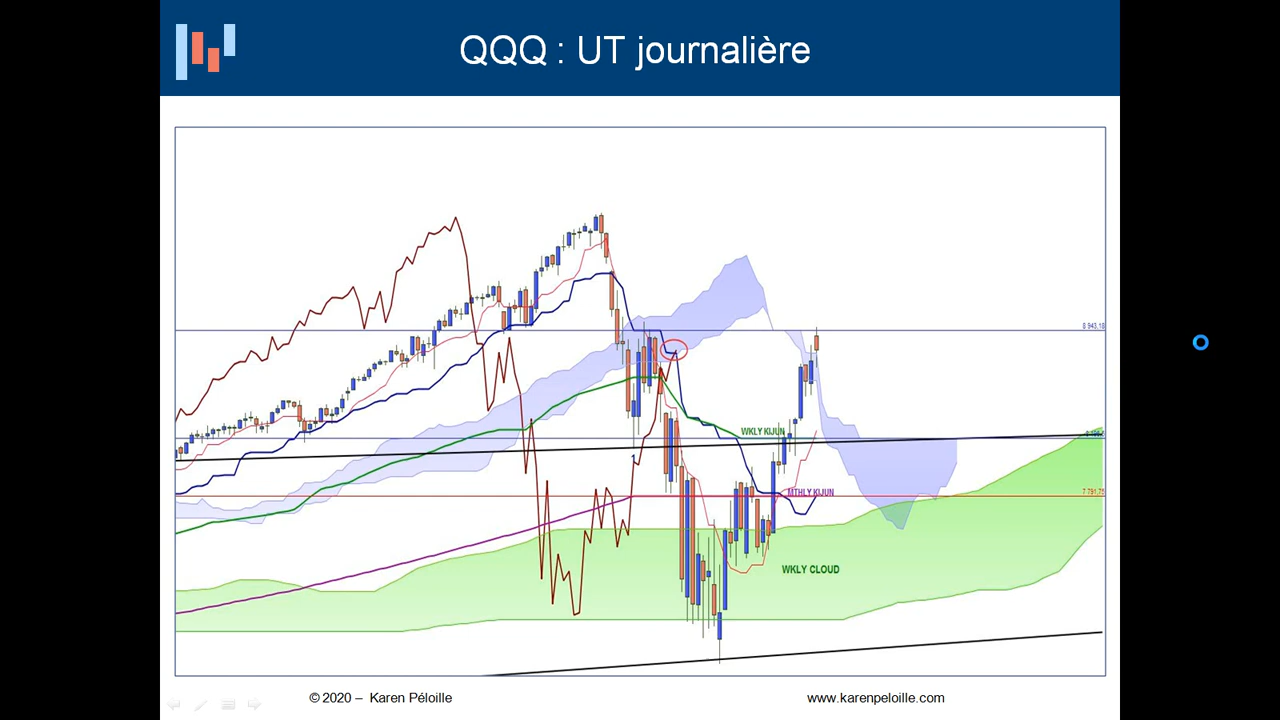 QQQ : UT journalière
8 943,18
WKLY KIJUN
1
MTHLY KIJUN
7 791,75
WKLY CLOUD
© 2020 – Karen Péloille
www.karenpeloille.com